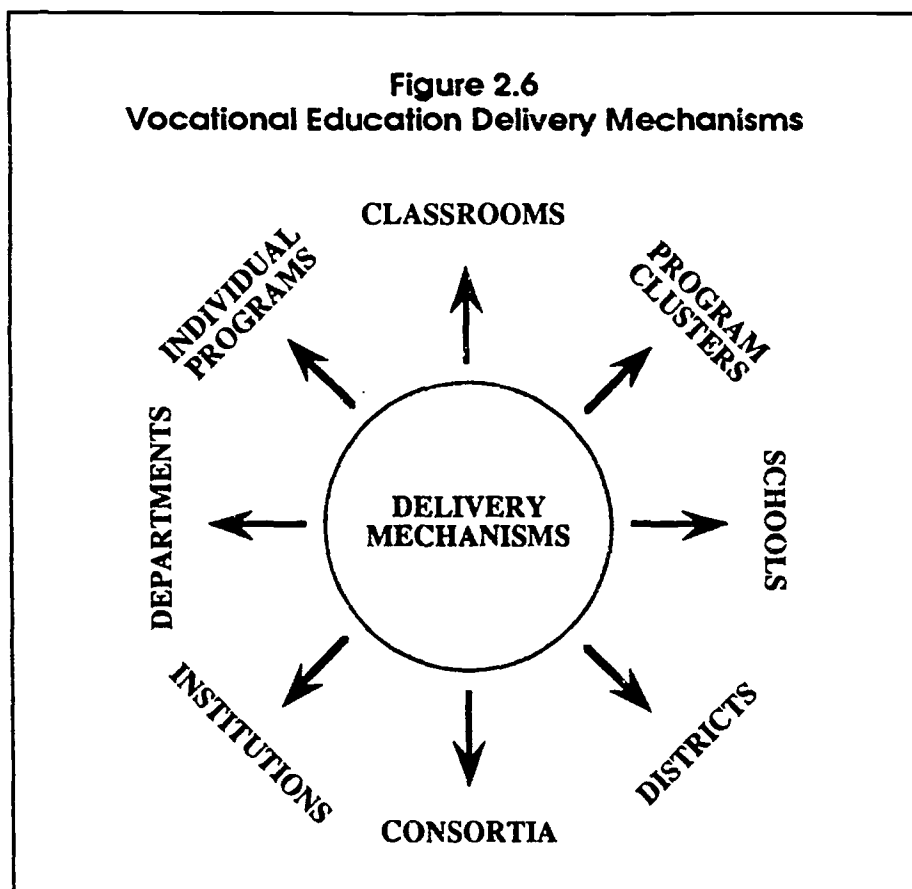 Figure 2.6
Vocational Education Delivery Mechanisms
CLASSROOMS
INDIVIDUAL
PROGRAMS
PROGRAM
CLUSTERS
DEPARTMENTS
DELIVERY
MECHANISMS
SCHOOLS
INSTITUTIONS
DISTRICTS
CONSORTIA